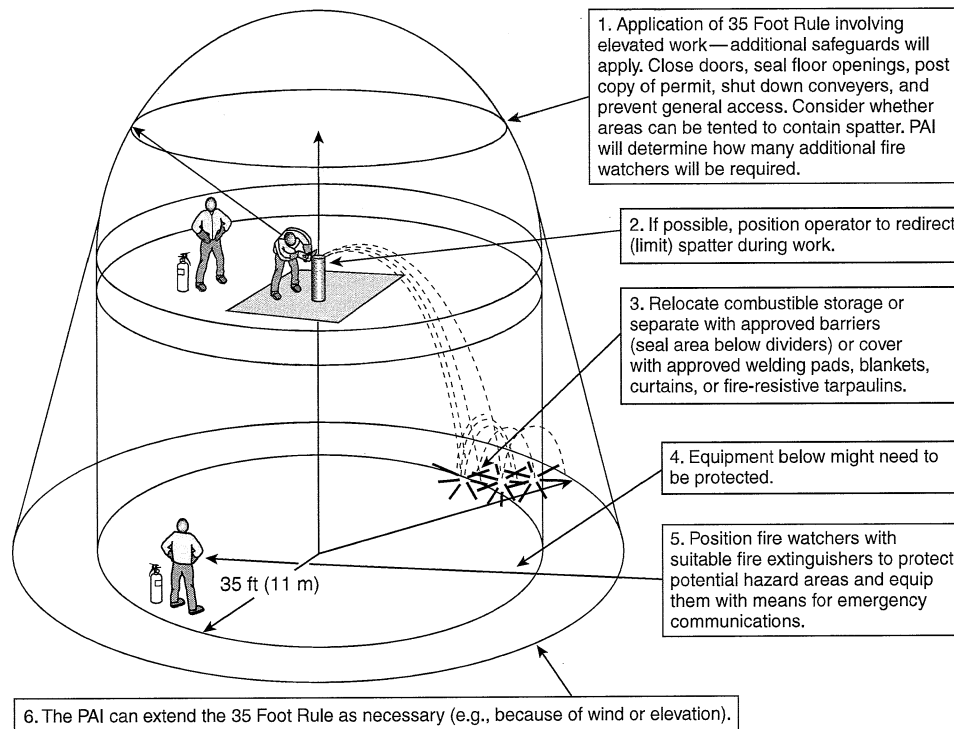 1. Application of 35 Foot Rule involving
elevated work—additional safeguards will
apply. Close doors, seal floor openings, post
copy of permit, shut down conveyers, and
prevent general access. Consider whether
areas can be tented to contain spatter. PAI
will determine how many additional fire
watchers will be required.
2. If possible, position operator to redirect
(limit) spatter during work.
3. Relocate combustible storage or
separate with approved barriers
(seal area below dividers) or cover
with approved welding pads, blankets,
curtains, or fire-resistive tarpaulins.
4. Equipment below might need to
be protected.
5. Position fire watchers with
suitable fire extinguishers to protect
potential hazard areas and equip
them with means for emergency
communications.
35 ft (11 m)
6. The PAI can extend the 35 Foot Rule as necessary (e.g., because of wind or elevation).